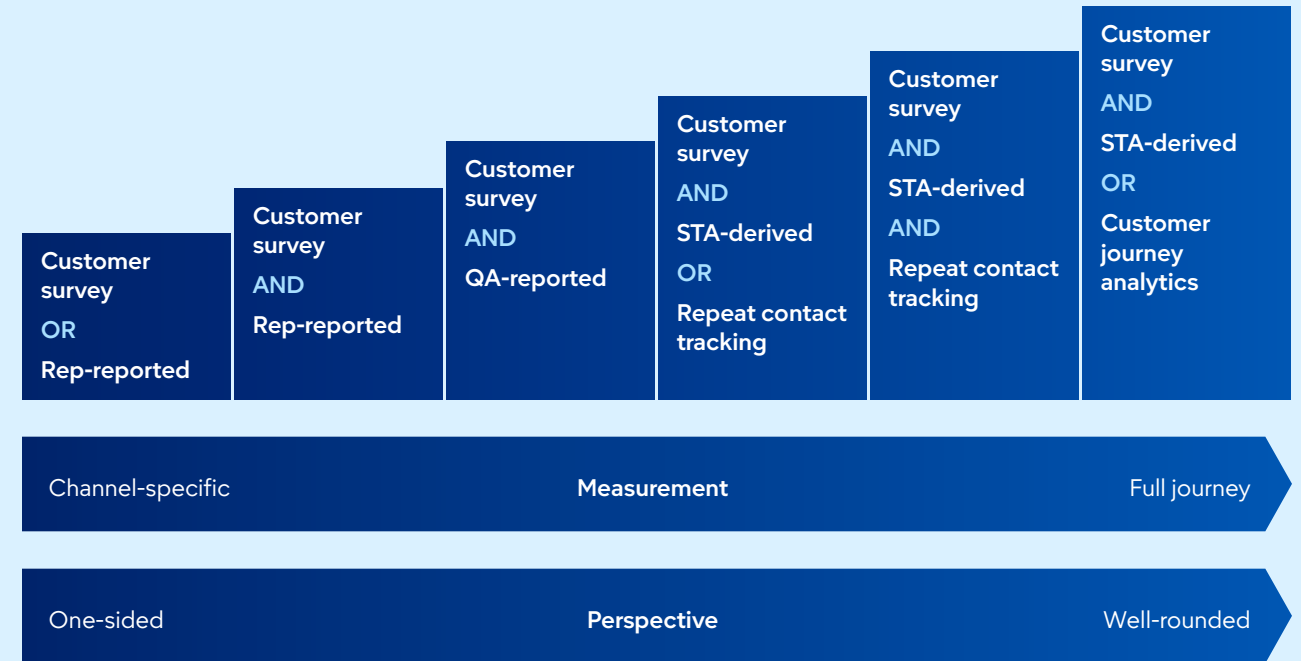 Customer
survey
OR
Rep-reported
Customer
survey
AND
Rep-reported
Customer
survey
AND
QA-reported
Customer
survey
AND
STA-derived
OR
Repeat contact
tracking
Customer
survey
AND
STA-derived
AND
Repeat contact
tracking
Customer
survey
AND
STA-derived
OR
Customer
journey
analytics
Channel-specific Measurement Full journey
One-sided Perspective Well-rounded